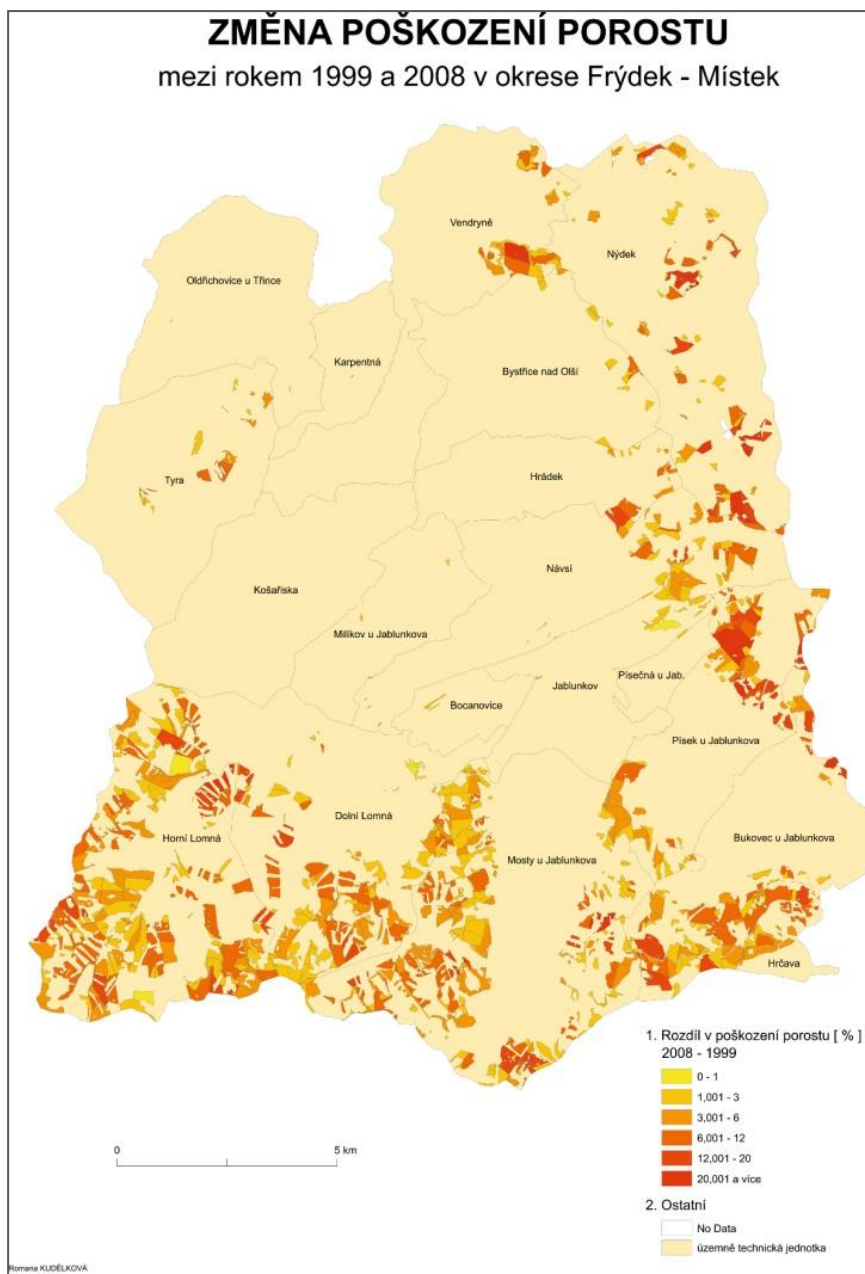 ZMĚNA POŠKOZENÍ POROSTU
mezi rokem 1999 a 2008 v okrese Frýdek - Místek
Vendryně
Nýdek
Oldřichovice u Třince
Karpentná
Bystřice nad Olší
Tyra
Hrádek
Návsí
Košařiska
Milíkov u Jablunkova
Písečná u Jab.
Jablunkov
Bocanovice
Písek u Jablunkova
Dolní Lomná
Horní Lomná
Bukovec u Jablunkova
Mosty u Jablunkova
Hrčava
1. Rozdíl v poškození porostu [ % ]
2008 - 1999
0 - 1
1,001 - 3
3,001 - 6
6,001 - 12
12,001 - 20
20,001 a více
2. Ostatní
No Data
územně technická jednotka
0 5 km
Romana KUDĚLKOVÁ